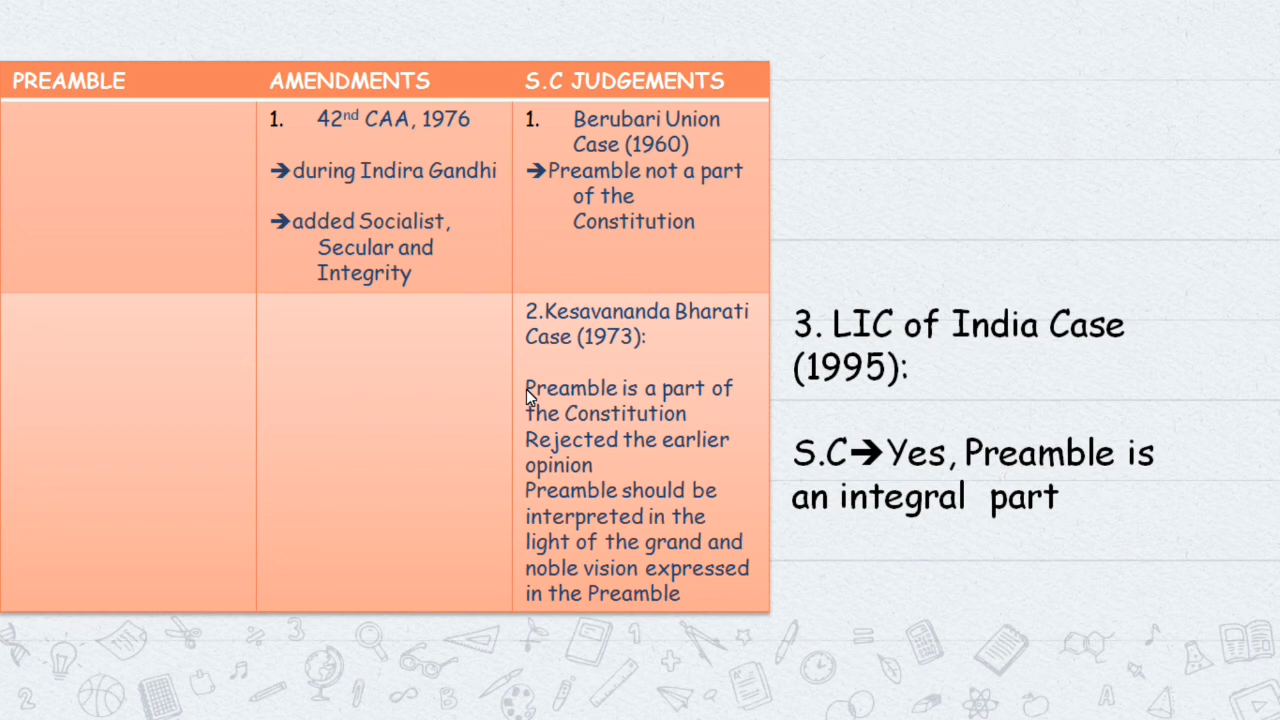 PREAMBLE AMENDMENTS S.C JUDGEMENTS
1. 42nd CAA, 1976
➔during Indira Gandhi
➔added Socialist,
Secular and
Integrity
1. Berubari Union
Case (1960)
➔Preamble not a part
of the
Constitution
2.Kesavananda Bharati
Case (1973):
Preamble is a part of
the Constitution
Rejected the earlier
opinion
Preamble should be
interpreted in the
light of the grand and
noble vision expressed
in the Preamble
3. LIC of India Case
(1995):
S.C➔Yes, Preamble is
an integral part